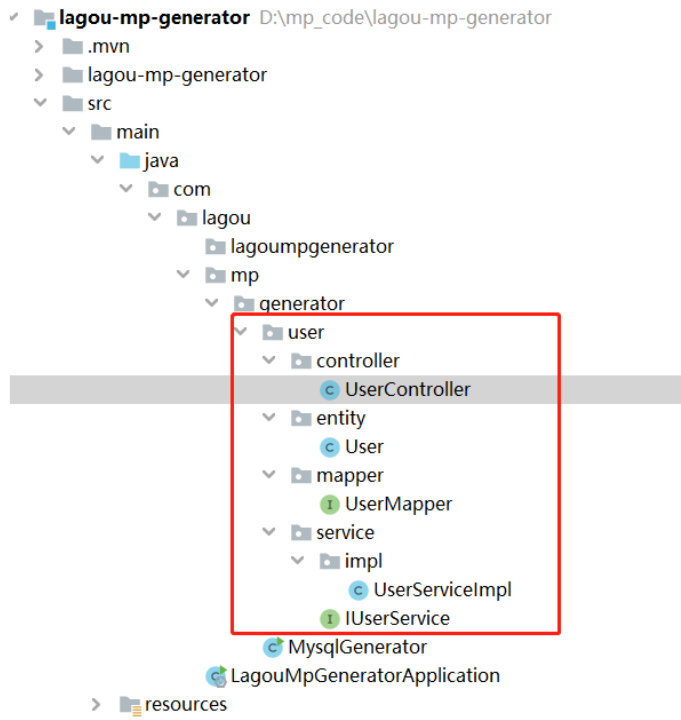 lagou-mp-generator D:\mp_code\lagou-mp-generator
.mvn
lagou-mp-generator
src
main
java
com
lagou
lagoumpgenerator
mp
generator
user
controller
C UserController
entity
C User
mapper
I UserMapper
service
impl
C UserServiceImpl
I IUserService
C MysqlGenerator
C LagouMpGeneratorApplication
resources